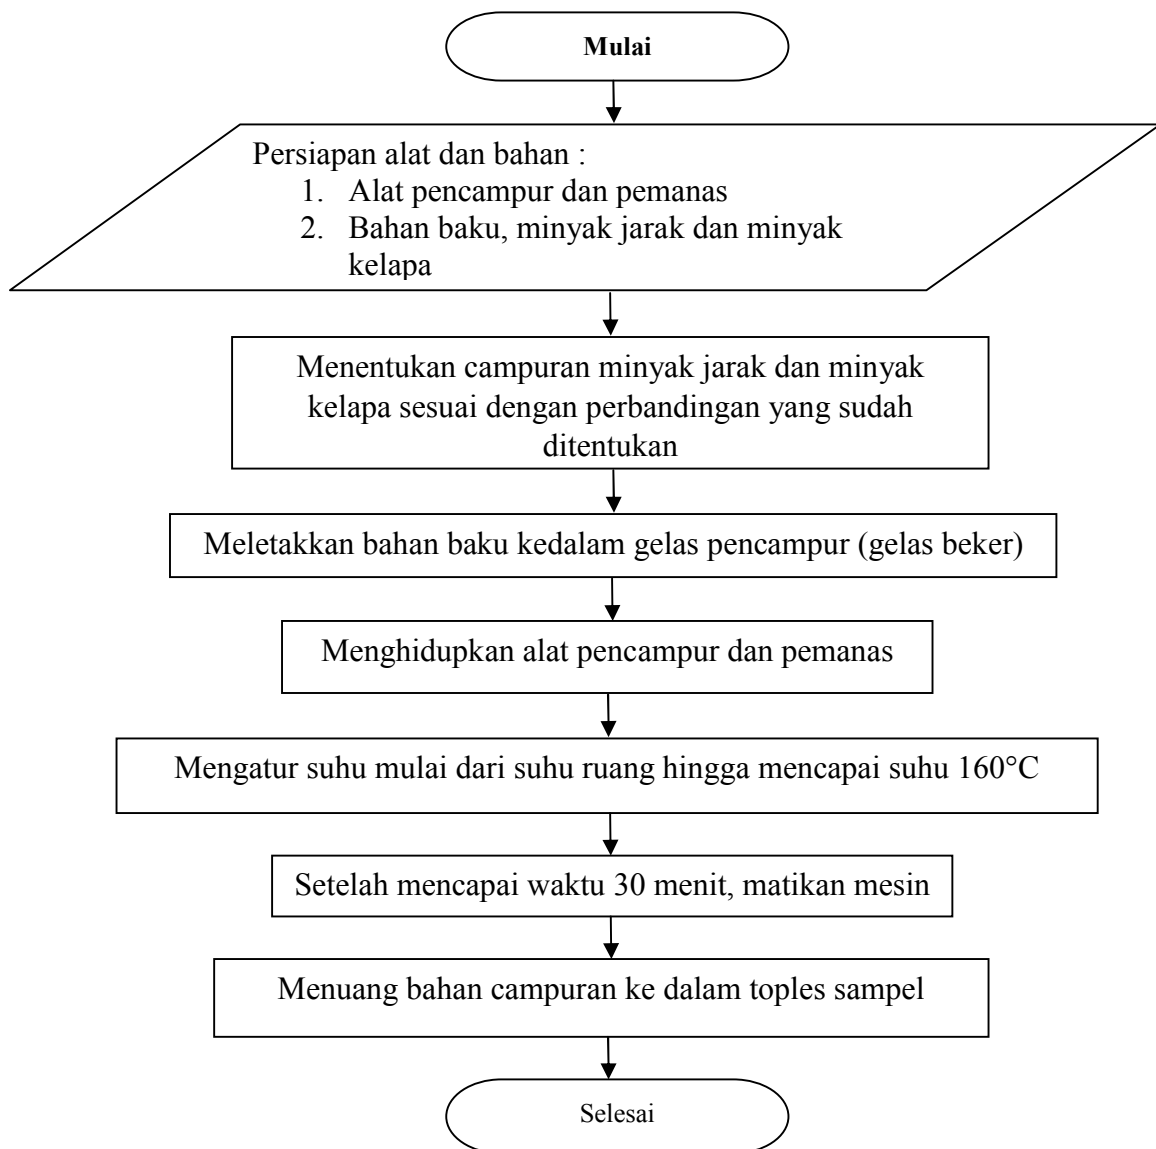 Mulai
Persiapan alat dan bahan :
1. Alat pencampur dan pemanas
2. Bahan baku, minyak jarak dan minyak
kelapa
Menentukan campuran minyak jarak dan minyak
kelapa sesuai dengan perbandingan yang sudah
ditentukan
Meletakkan bahan baku kedalam gelas pencampur (gelas beker)
Menghidupkan alat pencampur dan pemanas
Mengatur suhu mulai dari suhu ruang hingga mencapai suhu 160°C
Setelah mencapai waktu 30 menit, matikan mesin
Menuang bahan campuran ke dalam toples sampel
Selesai